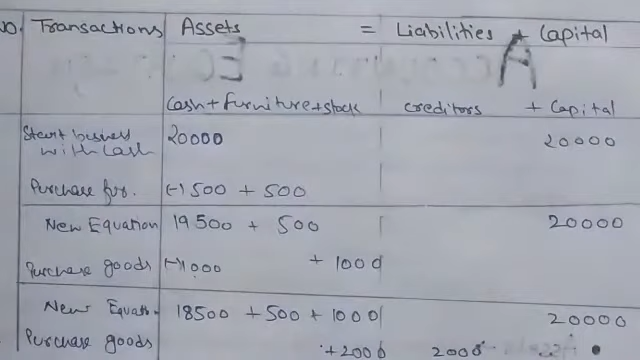 No. Transactions Assets = Liabilities + Capital
A
Cash + furniture + stock creditors + Capital
Start business 20000 20000
with Cash
Purchase fur. (-) 500 + 500
New Equation 19500 + 500 20000
Purchase goods (-) 1000 + 1000
New Equation 18500 + 500 + 1000 20000
Purchase goods +2000 2000